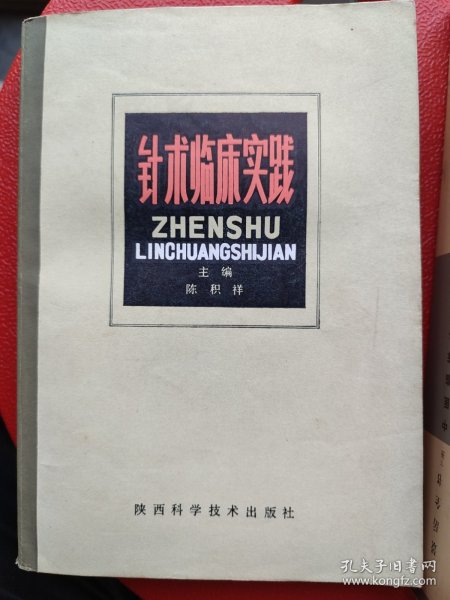 针术临床实践
ZHENSHU
LINCHUANGSHIJIAN
主编
陈积祥
陕西科学技术出版社
孔夫子旧书网
www.kongfz.com